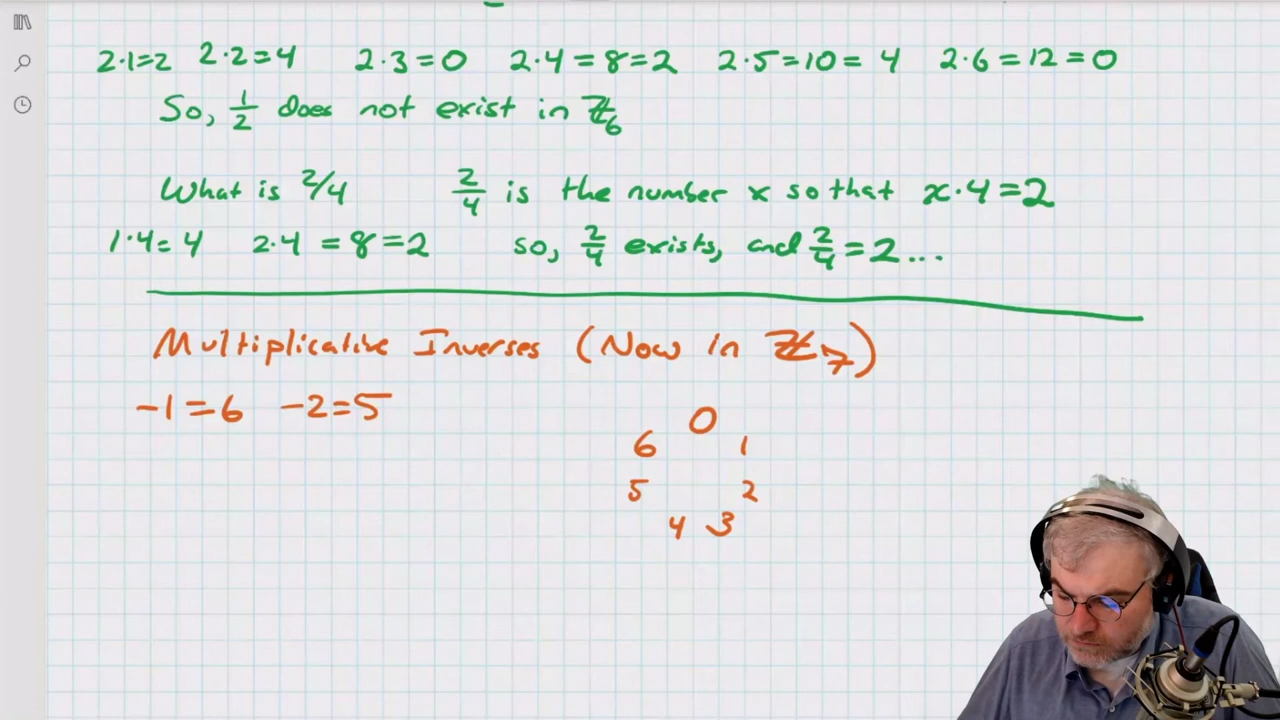 2·1=2 2·2=4 2·3=0 2·4=8=2 2·5=10=4 2·6=12=0
So, 1/2 does not exist in ℤ₆
What is 2/4 2/4 is the number x so that x·4=2
1·4=4 2·4=8=2 so, 2/4 exists, and 2/4=2...
Multiplicative Inverses (Now in ℤ₇)
-1=6 -2=5
0
6 1
5 2
4 3